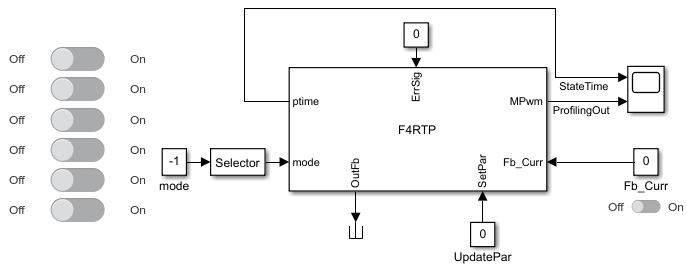 0
Off On
Off On
Off On
Off On
Off On
Off On
ErrSig
ptime
MPwm
StateTime
ProfilingOut
F4RTP
-1
mode
Selector
mode
OutFb
SetPar
Fb_Curr
0
Fb_Curr
Off On
0
UpdatePar